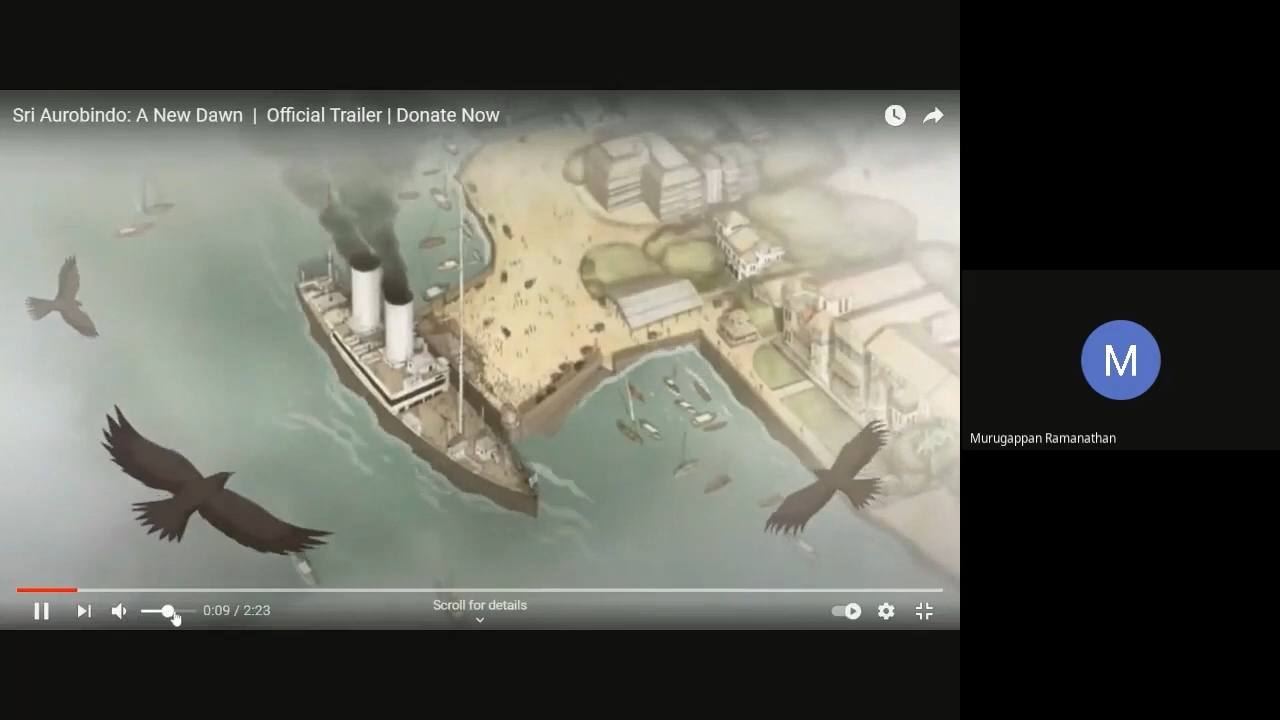 Sri Aurobindo: A New Dawn | Official Trailer | Donate Now
M
Murugappan Ramanathan
0:09 / 2:23
Scroll for details